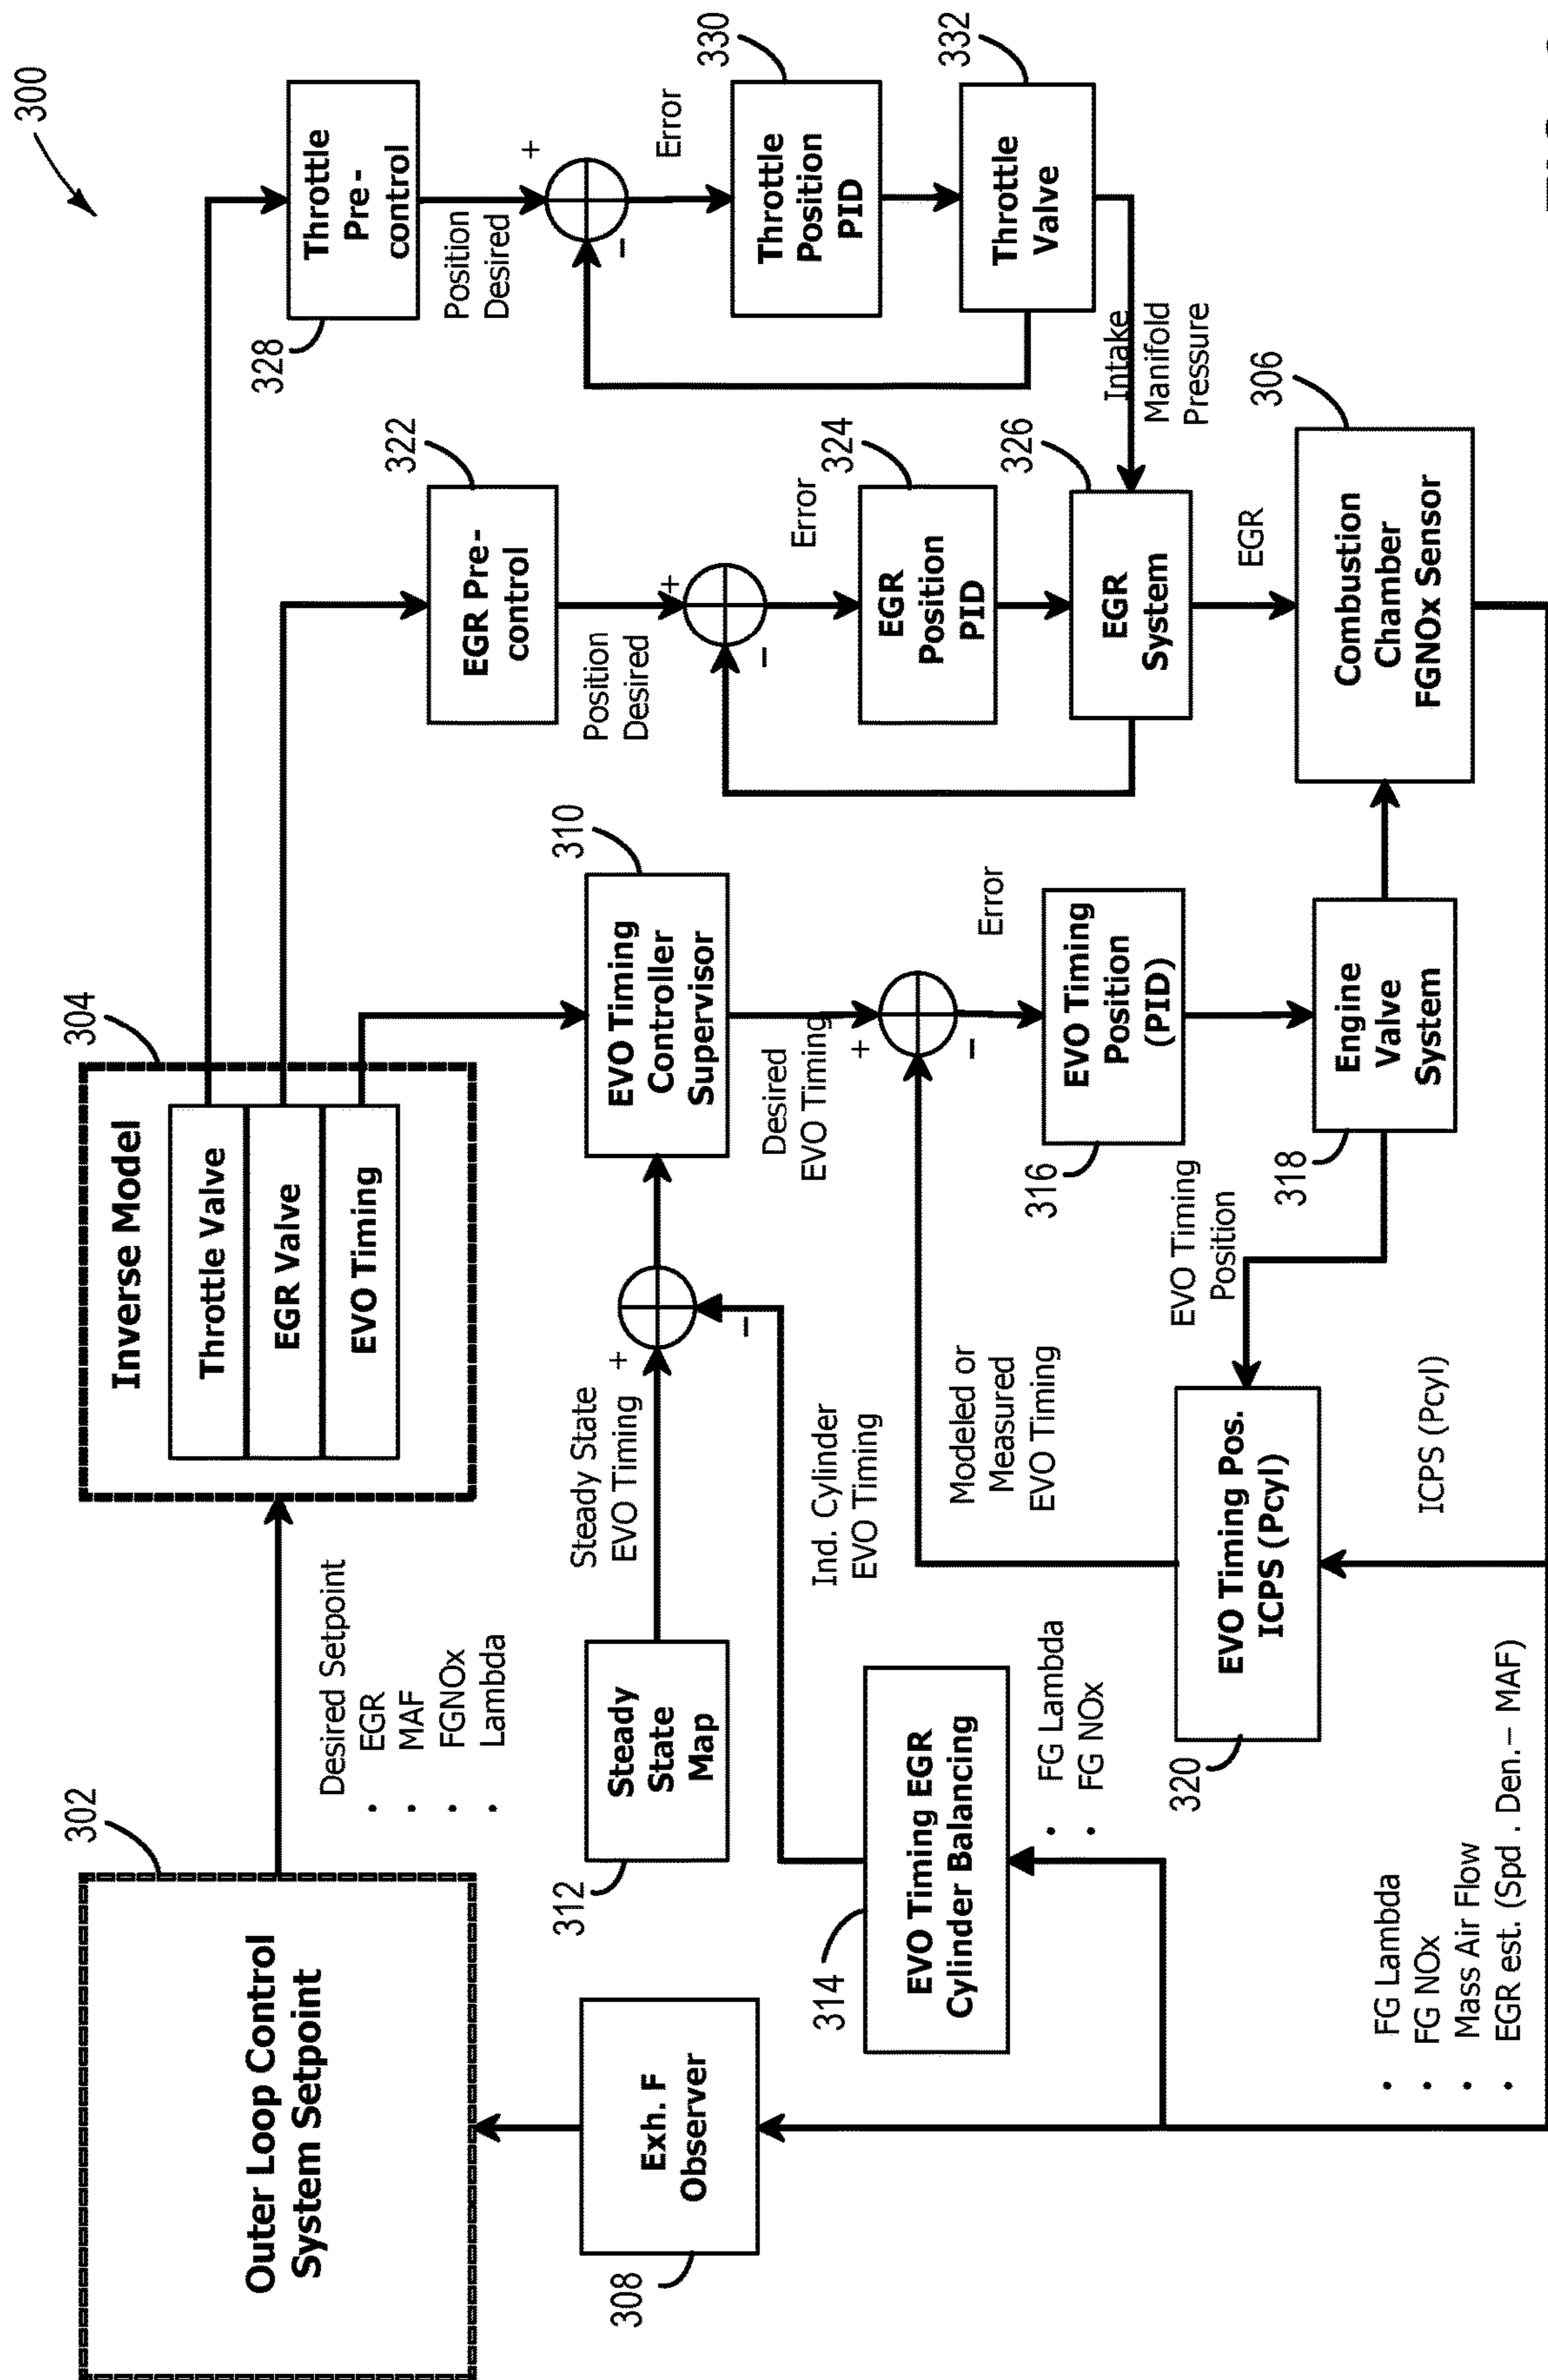 300
302
Outer Loop Control
System Setpoint
Desired Setpoint
• EGR
• MAF
• FGNOx
• Lambda
304
Inverse Model
Throttle Valve
EGR Valve
EVO Timing
328
Throttle
Pre-
control
Position
Desired
+
−
Error
330
Throttle
Position
PID
332
Throttle
Valve
Intake
Manifold
Pressure
322
EGR Pre-
control
Position
Desired
+
−
Error
324
EGR
Position
PID
326
EGR
System
EGR
306
Combustion
Chamber
FGNOx Sensor
312
Steady
State
Map
Steady State
EVO Timing
+
−
310
EVO Timing
Controller
Supervisor
Desired
EVO Timing
+
−
Error
316
EVO Timing
Position
(PID)
318
Engine
Valve
System
EVO Timing
Position
308
Exh. F
Observer
314
EVO Timing EGR
Cylinder Balancing
Ind. Cylinder
EVO Timing
• FG Lambda
• FG NOx
Modeled or
Measured
EVO Timing
320
EVO Timing Pos.
ICPS (Pcyl)
ICPS (Pcyl)
• FG Lambda
• FG NOx
• Mass Air Flow
• EGR est. (Spd . Den.− MAF)